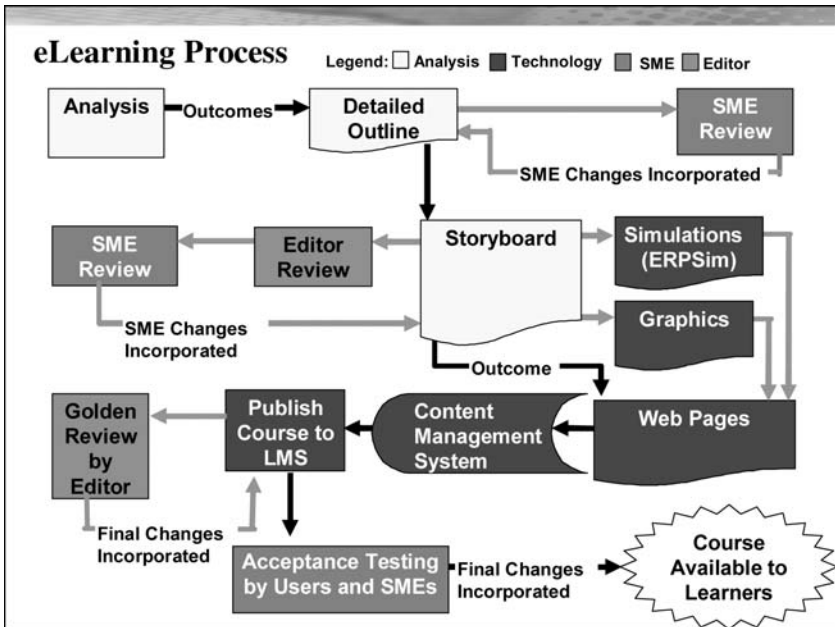 eLearning Process
Legend: Analysis Technology SME Editor
Analysis
Outcomes
Detailed
Outline
SME
Review
SME Changes Incorporated
SME
Review
Editor
Review
Storyboard
Simulations
(ERPSim)
SME Changes
Incorporated
Graphics
Outcome
Golden
Review
by
Editor
Publish
Course to
LMS
Content
Management
System
Web Pages
Final Changes
Incorporated
Acceptance Testing
by Users and SMEs
Final Changes
Incorporated
Course
Available to
Learners